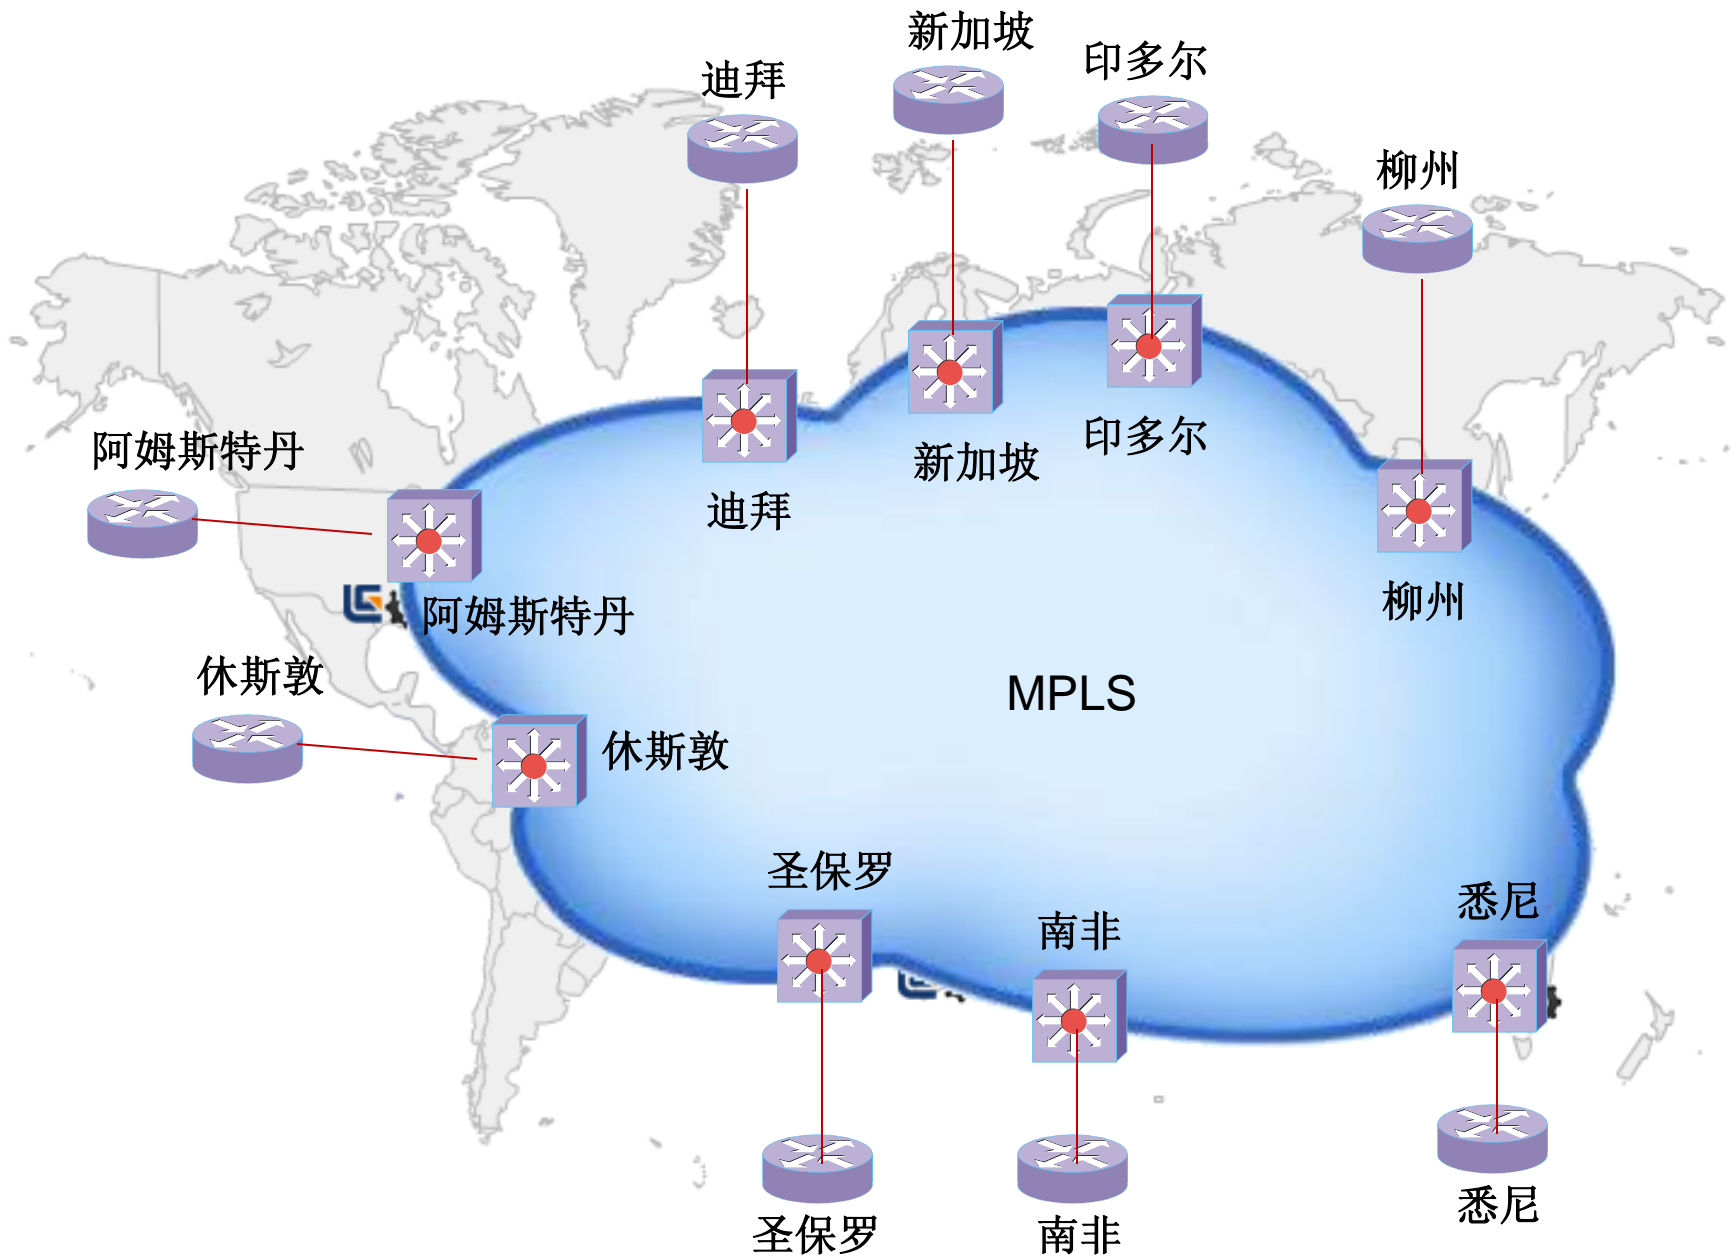 新加坡
印多尔
迪拜
柳州
印多尔
阿姆斯特丹
新加坡
迪拜
柳州
阿姆斯特丹
休斯敦
MPLS
休斯敦
圣保罗
悉尼
南非
悉尼
圣保罗
南非